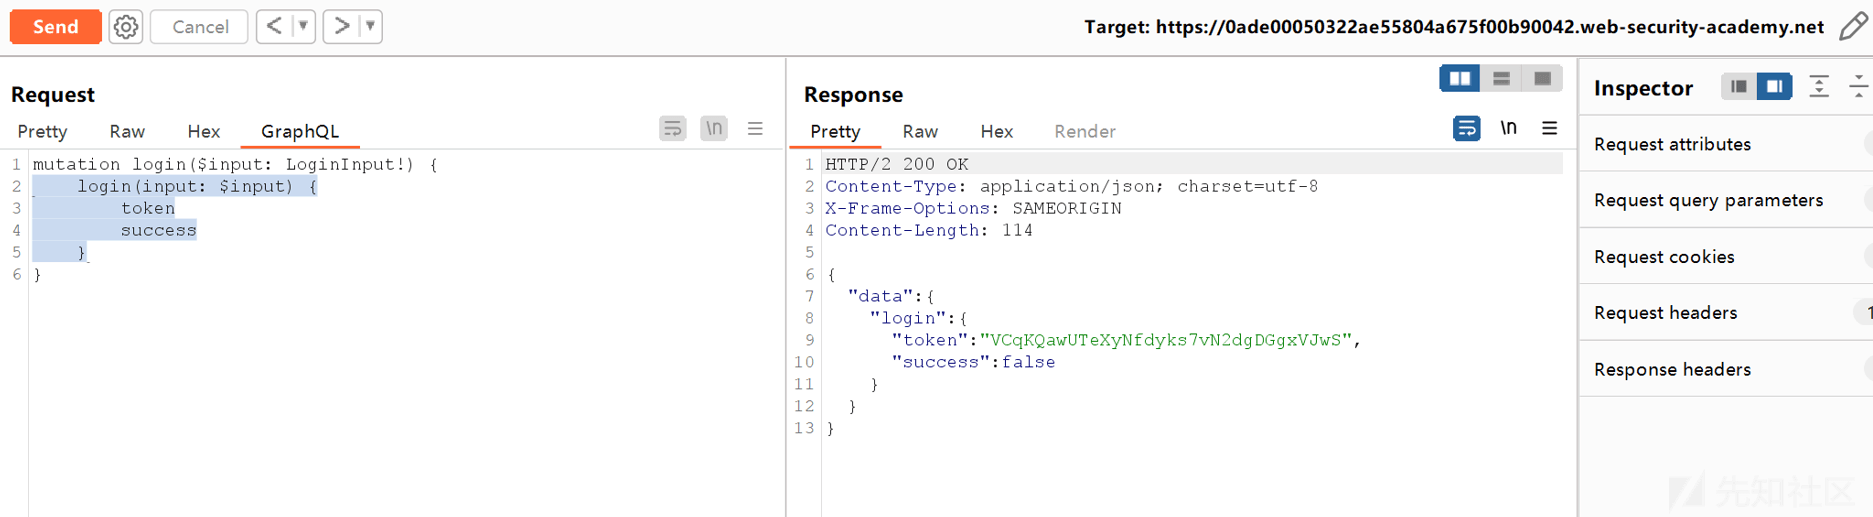 Send Cancel < > Target: https://0ade00050322ae55804a675f00b90042.web-security-academy.net
Request
Pretty Raw Hex GraphQL \n
1 mutation login($input: LoginInput!) {
2 login(input: $input) {
3 token
4 success
5 }
6 }
Response
Pretty Raw Hex Render \n
1 HTTP/2 200 OK
2 Content-Type: application/json; charset=utf-8
3 X-Frame-Options: SAMEORIGIN
4 Content-Length: 114
5
6 {
7 "data":{
8 "login":{
9 "token":"VCqKQawUTeXyNfdyks7vN2dgDGgxVJwS",
10 "success":false
11 }
12 }
13 }
Inspector
Request attributes
Request query parameters
Request cookies
Request headers 1
Response headers
先知社区